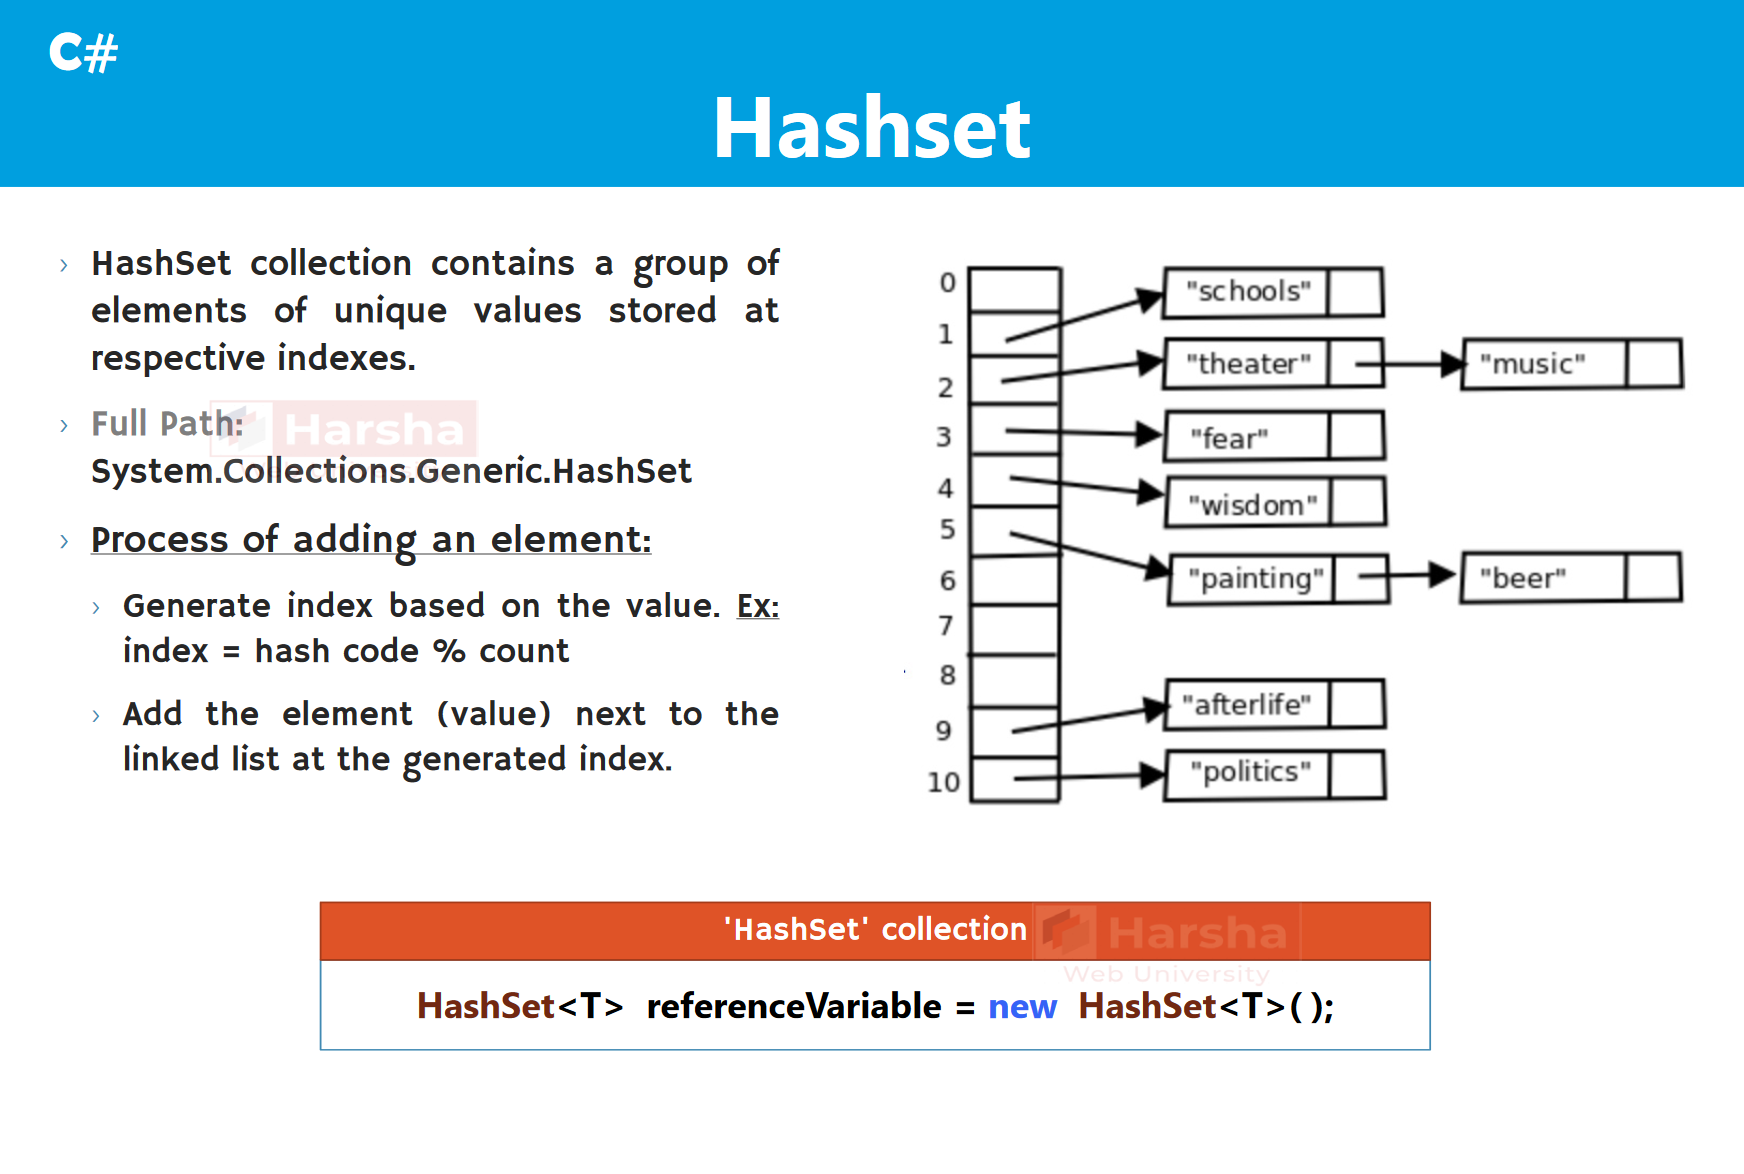 C#
Hashset
HashSet collection contains a group of
elements of unique values stored at
respective indexes.
Full Path:
Harsha
System.Collections.Generic.HashSet
Process of adding an element:
Generate index based on the value. Ex:
index = hash code % count
Add the element (value) next to the
linked list at the generated index.
0
"schools"
1
2
"theater"
"music"
3
"fear"
4
"wisdom"
5
6
"painting"
"beer"
7
8
9
"afterlife"
10
"politics"
'HashSet' collection
Harsha
Web University
HashSet<T> referenceVariable = new HashSet<T>( );